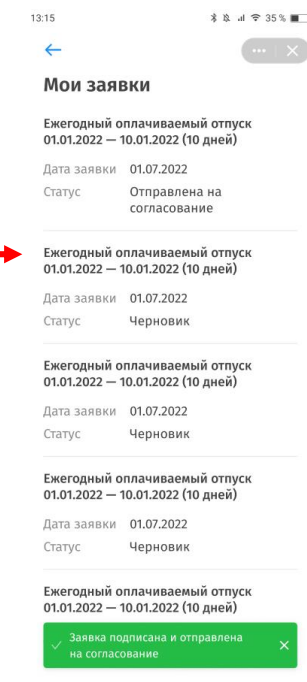 13:15
35 %
Мои заявки
Ежегодный оплачиваемый отпуск
01.01.2022 — 10.01.2022 (10 дней)
Дата заявки 01.07.2022
Статус Отправлена на
согласование
Ежегодный оплачиваемый отпуск
01.01.2022 — 10.01.2022 (10 дней)
Дата заявки 01.07.2022
Статус Черновик
Ежегодный оплачиваемый отпуск
01.01.2022 — 10.01.2022 (10 дней)
Дата заявки 01.07.2022
Статус Черновик
Ежегодный оплачиваемый отпуск
01.01.2022 — 10.01.2022 (10 дней)
Дата заявки 01.07.2022
Статус Черновик
Ежегодный оплачиваемый отпуск
01.01.2022 — 10.01.2022 (10 дней)
Заявка подписана и отправлена
на согласование